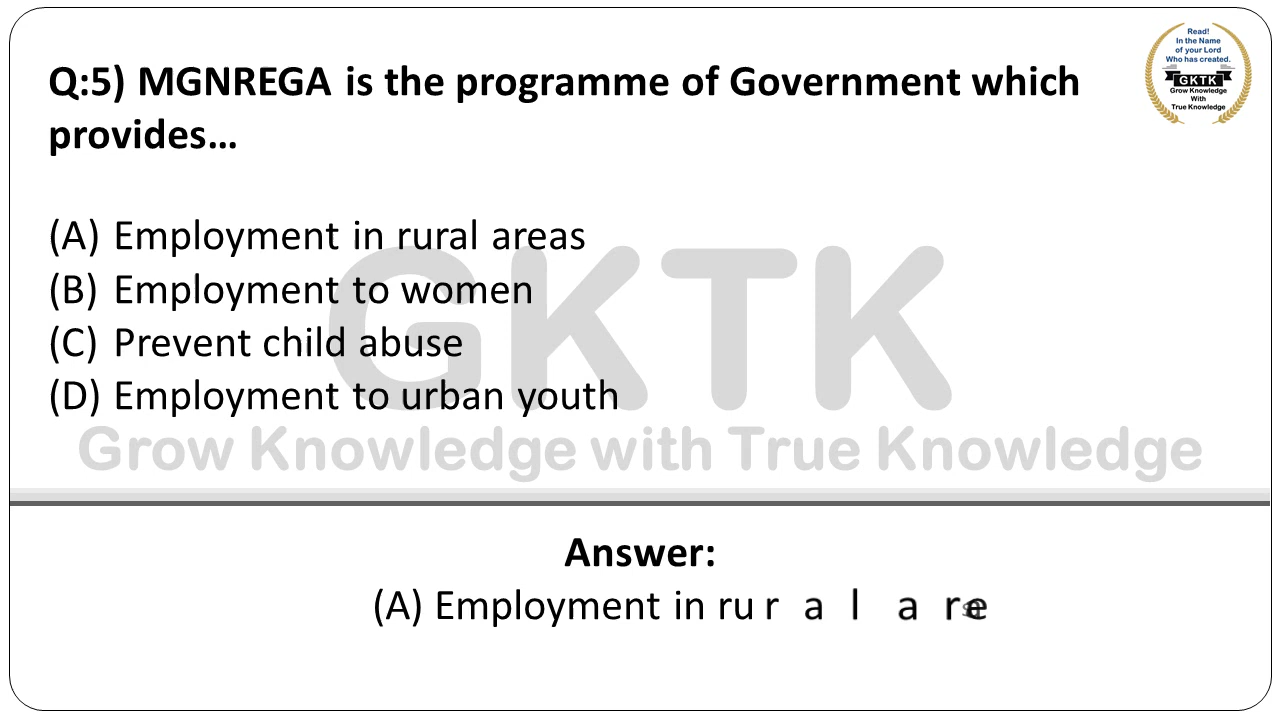 Q:5) MGNREGA is the programme of Government which
provides…
Read!
In the Name
of your Lord
Who has created.
GKTK
Grow Knowledge
With
True Knowledge
(A) Employment in rural areas
(B) Employment to women
(C) Prevent child abuse
(D) Employment to urban youth
GKTK
Grow Knowledge with True Knowledge
Answer:
(A) Employment in rural areas